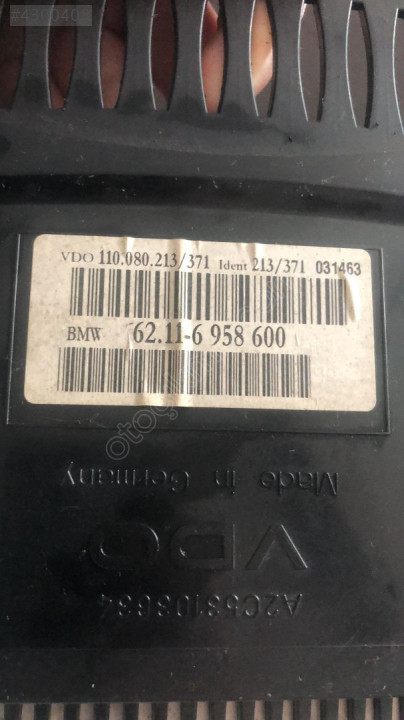 VDO 110.080.213/371 Ident 213/371 031463
BMW 62.11-6 958 600
Made in Germany
VDO
A2C53103634